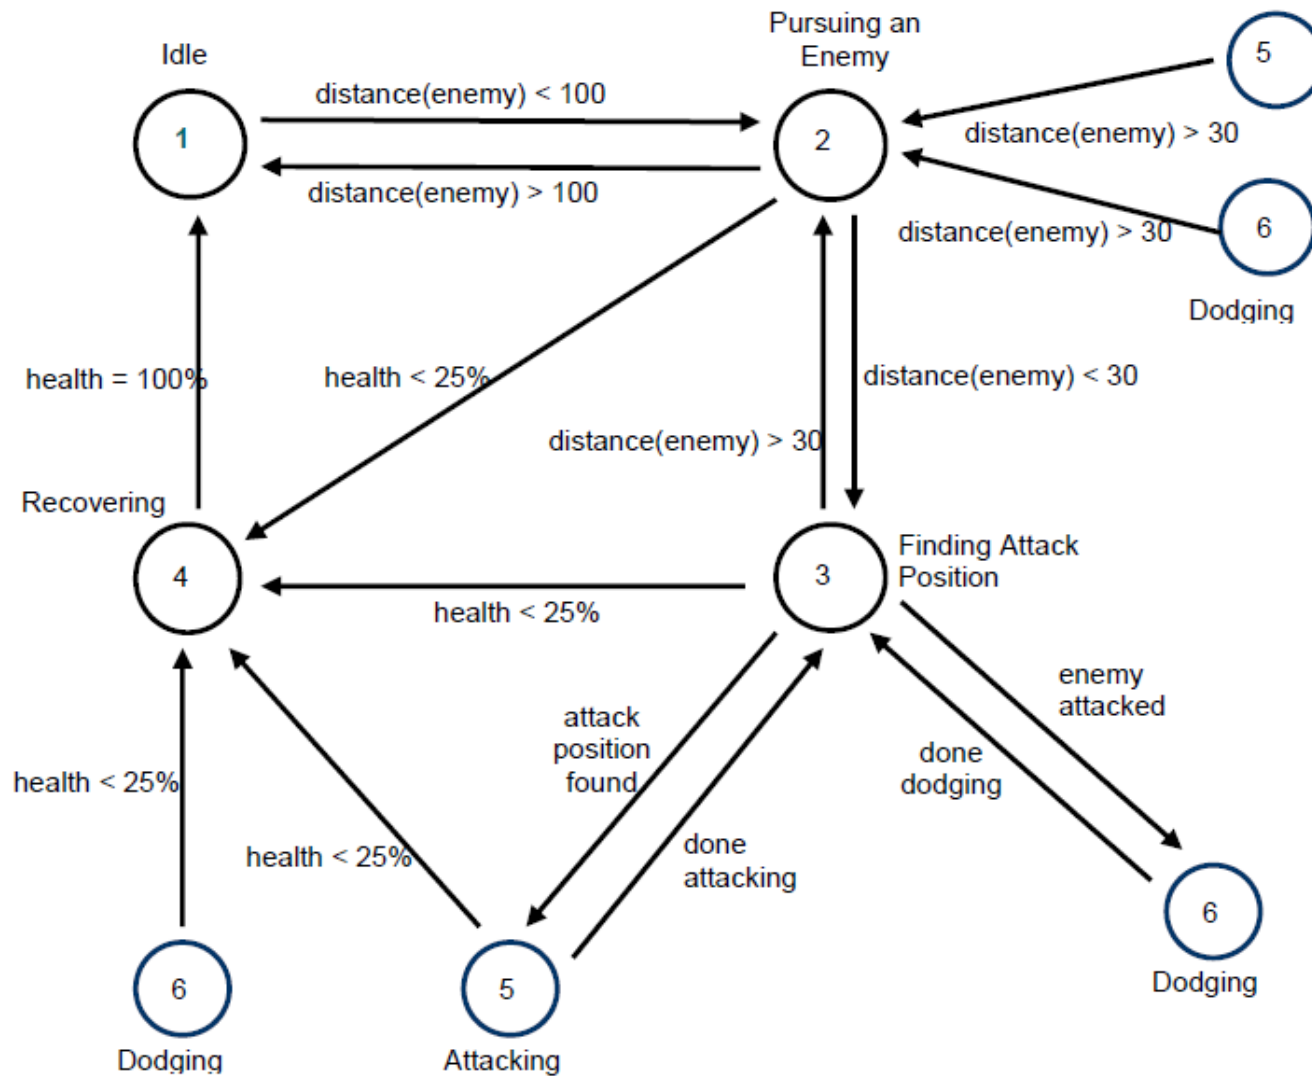 Pursuing an
Enemy
Idle
5
distance(enemy) < 100
1
2
distance(enemy) > 30
distance(enemy) > 100
distance(enemy) > 30
6
Dodging
health = 100%
health < 25%
distance(enemy) < 30
distance(enemy) > 30
Recovering
4
3
Finding Attack
Position
health < 25%
enemy
attacked
attack
position
found
done
dodging
health < 25%
health < 25%
done
attacking
6
Dodging
5
Attacking
6
Dodging